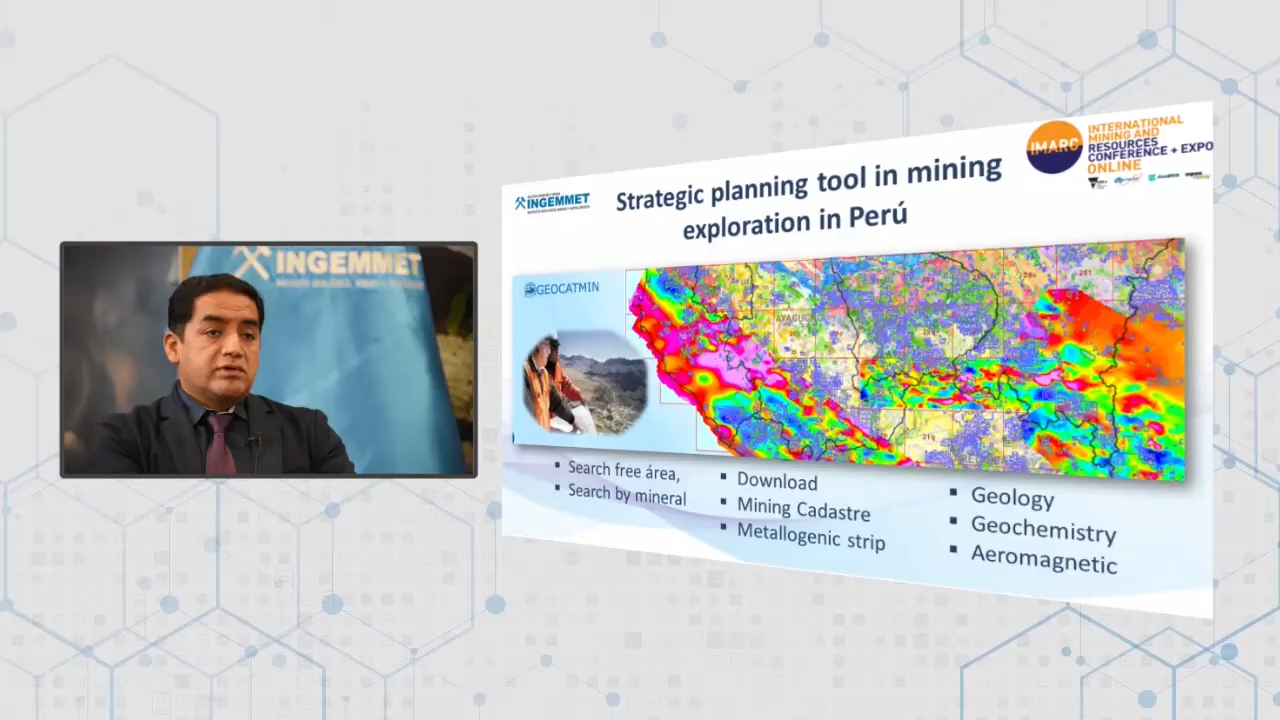 INGEMMET
INGEMMET
Strategic planning tool in mining
exploration in Perú
IMARC
INTERNATIONAL
MINING AND
RESOURCES
CONFERENCE + EXPO
ONLINE
GEOCATMIN
▪ Search free área,
▪ Search by mineral
▪ Download
▪ Mining Cadastre
▪ Metallogenic strip
▪ Geology
▪ Geochemistry
▪ Aeromagnetic